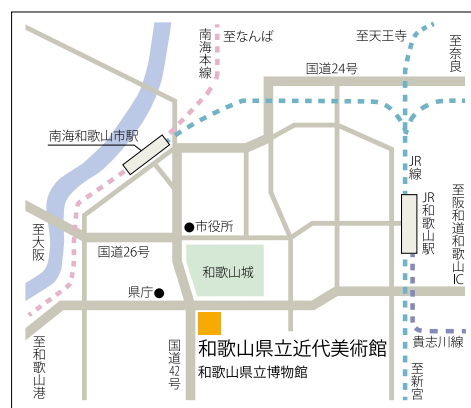 南海本線
至なんば
至天王寺
至奈良
国道24号
南海和歌山市駅
JR線
JR和歌山駅
至阪和道和歌山IC
至大阪
市役所
国道26号
和歌山城
県庁
貴志川線
至和歌山港
国道42号
和歌山県立近代美術館
和歌山県立博物館
至新宮